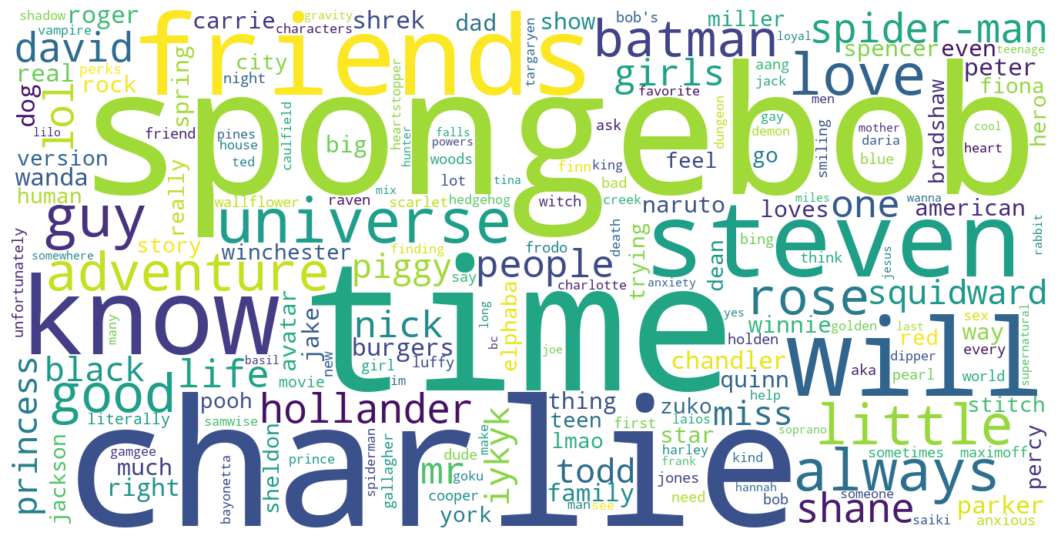 shadow roger carrie gravity characters shrek dad bob's miller loyal spider-man teenage
vampire david friends show batman spencer even
real perks city targaryen girls aang jack love peter
rock spring night favorite men fiona
dog lol spongebob hero
lilo friend pines house ted caulfield big heartstopper hunter falls powers woods ask king feel dungeon gay demon go smiling mother daria blue bradshaw cool heart
version really lot tina finn bad
wanda human wallflower mix raven scarlet hedgehog witch creek naruto miles wanna
guy universe loves one american
somewhere story winchester finding frodo death steven trying bing think jesus rabbit
unfortunately adventure piggy say people charlotte dean
know time anxiety rose squidward
many basil avatar jake nick burgers girl luffy new im bc long joe elphaba yes winnie golden last way sex
black life movie chandler holden will red every supernatural
princess good pooh quinn aka dipper pearl world
literally samwise hollander thing teen zuko laios help miss little stitch
gamgee much sheldon prince spiderman dude make lmao first star soprano sometimes maximoff percy
jackson right charlie gallagher goku mr iykyk todd harley frank kind always
bayonetta cooper jones hannah someone parker
york family man see need bob shane saiki anxious